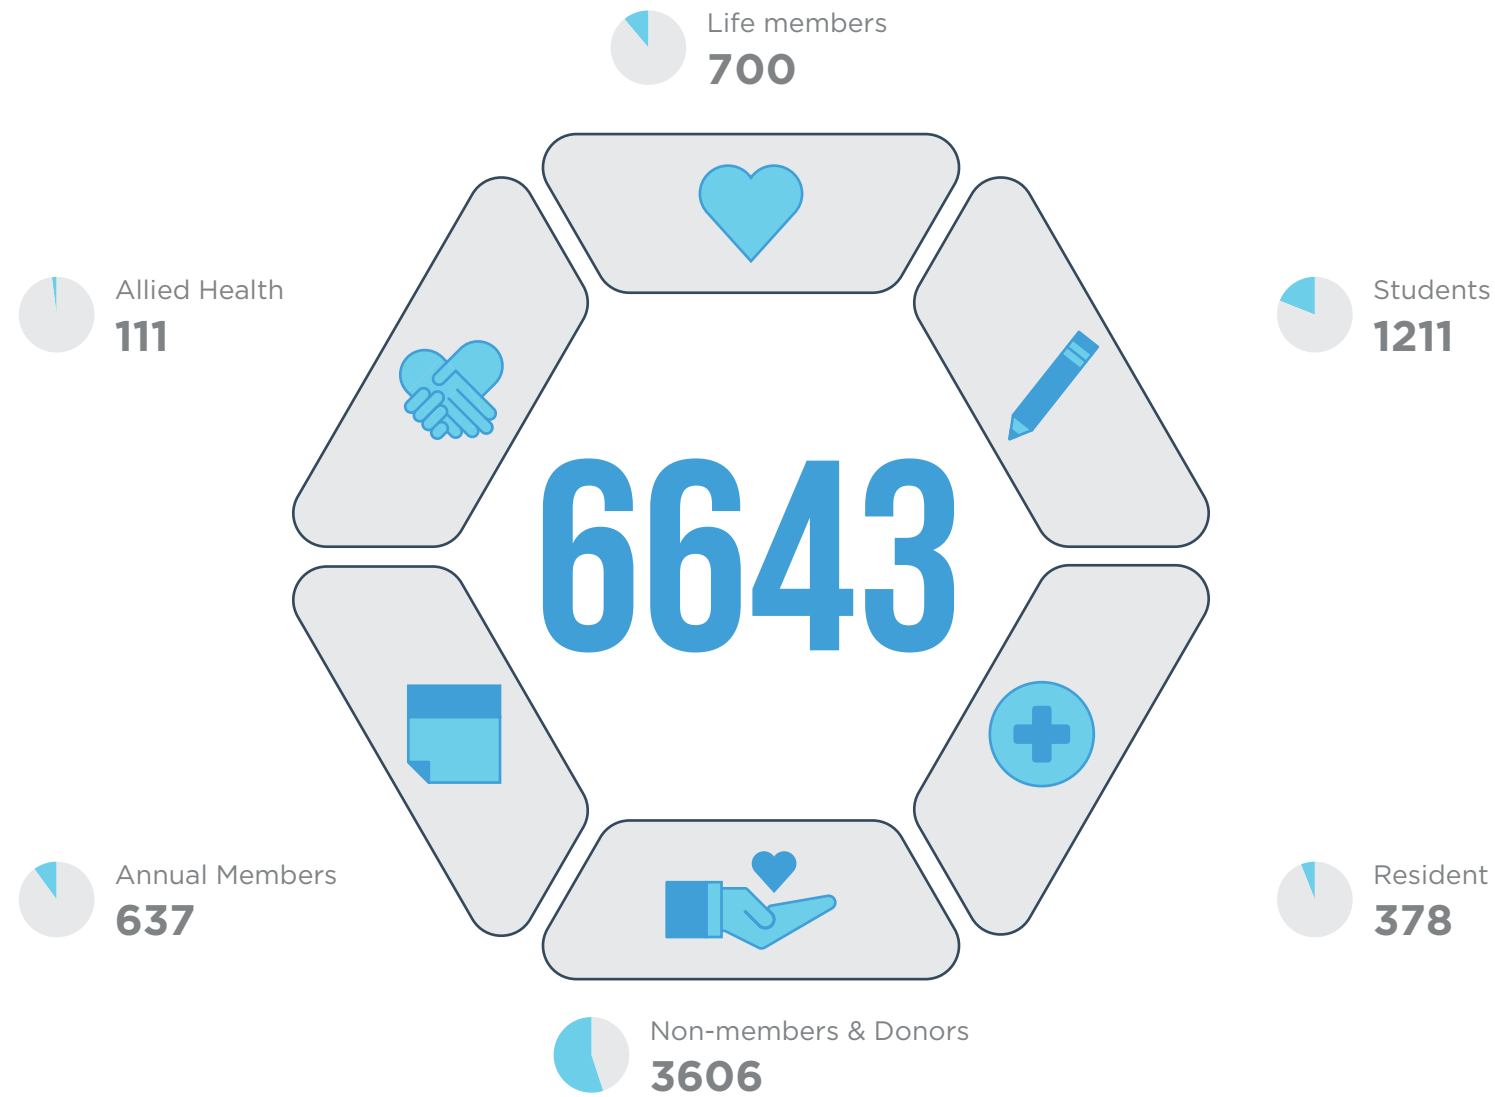 Life members
700
Allied Health
111
Students
1211
6643
Annual Members
637
Resident
378
Non-members & Donors
3606